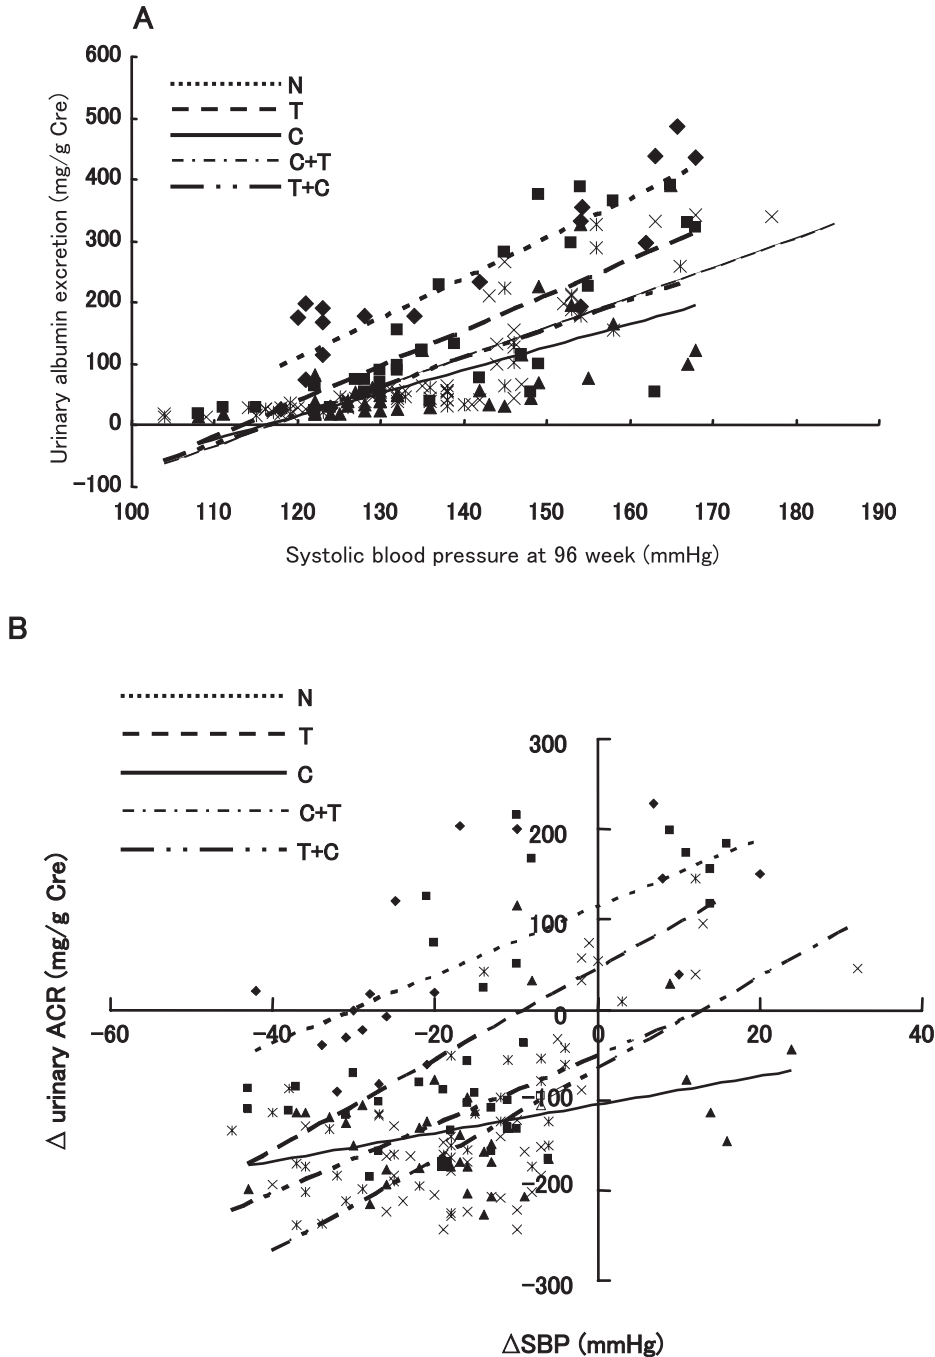 A
Urinary albumin excretion (mg/g Cre)
600
500
400
300
200
100
0
-100
N
T
C
C+T
T+C
100 110 120 130 140 150 160 170 180 190
Systolic blood pressure at 96 week (mmHg)
B
N
T
C
C+T
T+C
Δ urinary ACR (mg/g Cre)
300
200
100
0
-60 -40 -20 0 20 40
-100
-200
-300
ΔSBP (mmHg)